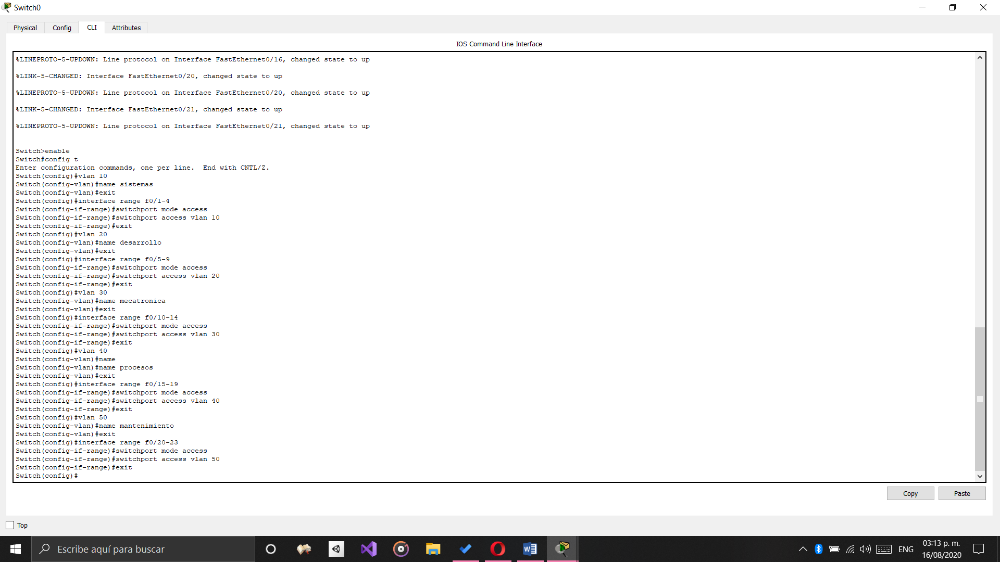 Switch0
Physical Config CLI Attributes
IOS Command Line Interface
%LINEPROTO-5-UPDOWN: Line protocol on Interface FastEthernet0/16, changed state to up
%LINK-5-CHANGED: Interface FastEthernet0/20, changed state to up
%LINEPROTO-5-UPDOWN: Line protocol on Interface FastEthernet0/20, changed state to up
%LINK-5-CHANGED: Interface FastEthernet0/21, changed state to up
%LINEPROTO-5-UPDOWN: Line protocol on Interface FastEthernet0/21, changed state to up
Switch>enable
Switch#config t
Enter configuration commands, one per line.  End with CNTL/Z.
Switch(config)#vlan 10
Switch(config-vlan)#name sistemas
Switch(config-vlan)#exit
Switch(config)#interface range f0/1-4
Switch(config-if-range)#switchport mode access
Switch(config-if-range)#switchport access vlan 10
Switch(config-if-range)#exit
Switch(config)#vlan 20
Switch(config-vlan)#name desarrollo
Switch(config-vlan)#exit
Switch(config)#interface range f0/5-9
Switch(config-if-range)#switchport mode access
Switch(config-if-range)#switchport access vlan 20
Switch(config-if-range)#exit
Switch(config)#vlan 30
Switch(config-vlan)#name mecatronica
Switch(config-vlan)#exit
Switch(config)#interface range f0/10-14
Switch(config-if-range)#switchport mode access
Switch(config-if-range)#switchport access vlan 30
Switch(config-if-range)#exit
Switch(config)#vlan 40
Switch(config-vlan)#name
Switch(config-vlan)#name procesos
Switch(config-vlan)#exit
Switch(config)#interface range f0/15-19
Switch(config-if-range)#switchport mode access
Switch(config-if-range)#switchport access vlan 40
Switch(config-if-range)#exit
Switch(config)#vlan 50
Switch(config-vlan)#name mantenimiento
Switch(config-vlan)#exit
Switch(config)#interface range f0/20-23
Switch(config-if-range)#switchport mode access
Switch(config-if-range)#switchport access vlan 50
Switch(config-if-range)#exit
Switch(config)#
Copy Paste
Top
Escribe aquí para buscar
ENG
03:13 p. m.
16/08/2020